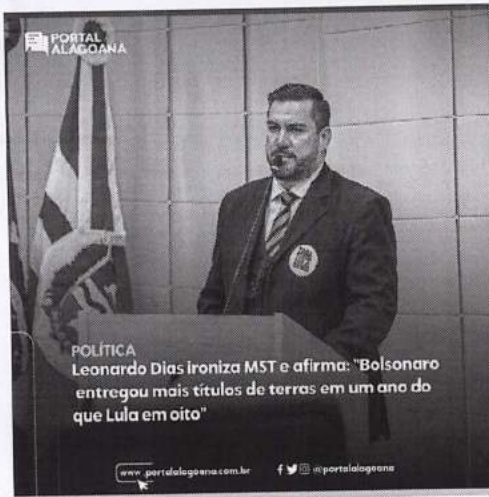 PORTAL
ALAGOANA
POLÍTICA
Leonardo Dias ironiza MST e afirma: "Bolsonaro
entregou mais títulos de terras em um ano do
que Lula em oito"
www.portalalagoana.com.br @portalalagoana